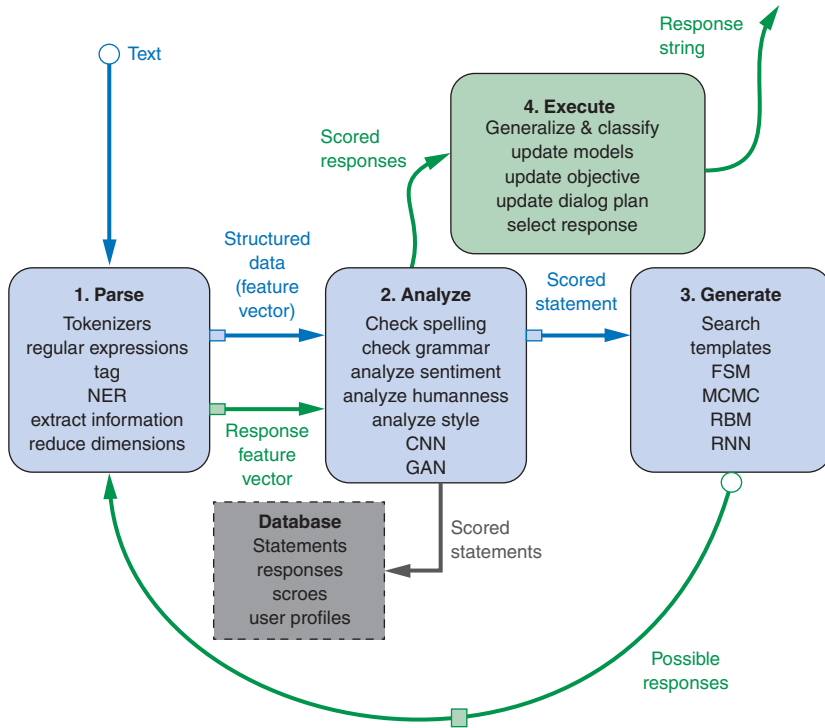 Text
Response
string
4. Execute
Generalize & classify
update models
update objective
update dialog plan
select response
Scored
responses
Structured
data
(feature
vector)
Scored
statement
1. Parse
Tokenizers
regular expressions
tag
NER
extract information
reduce dimensions
2. Analyze
Check spelling
check grammar
analyze sentiment
analyze humanness
analyze style
CNN
GAN
3. Generate
Search
templates
FSM
MCMC
RBM
RNN
Response
feature
vector
Database
Statements
responses
scroes
user profiles
Scored
statements
Possible
responses